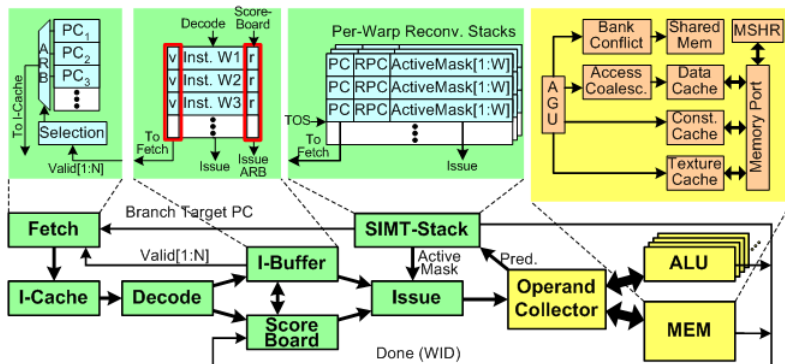 PC1
PC2
PC3
ARB
Selection
To I-Cache
Valid[1:N]
Decode
Score-
Board
v Inst. W1 r
v Inst. W2 r
v Inst. W3 r
To
Fetch
Issue
Issue
ARB
Per-Warp Reconv. Stacks
PC RPC ActiveMask[1:W]
PC RPC ActiveMask[1:W]
PC RPC ActiveMask[1:W]
TOS
To
Fetch
Issue
AGU
Bank
Conflict
Shared
Mem
MSHR
Access
Coalesc.
Data
Cache
Const.
Cache
Texture
Cache
Memory Port
Branch Target PC
Fetch
Valid[1:N]
I-Cache
Decode
I-Buffer
Score
Board
SIMT-Stack
Active
Mask
Issue
Pred.
Operand
Collector
ALU
MEM
Done (WID)